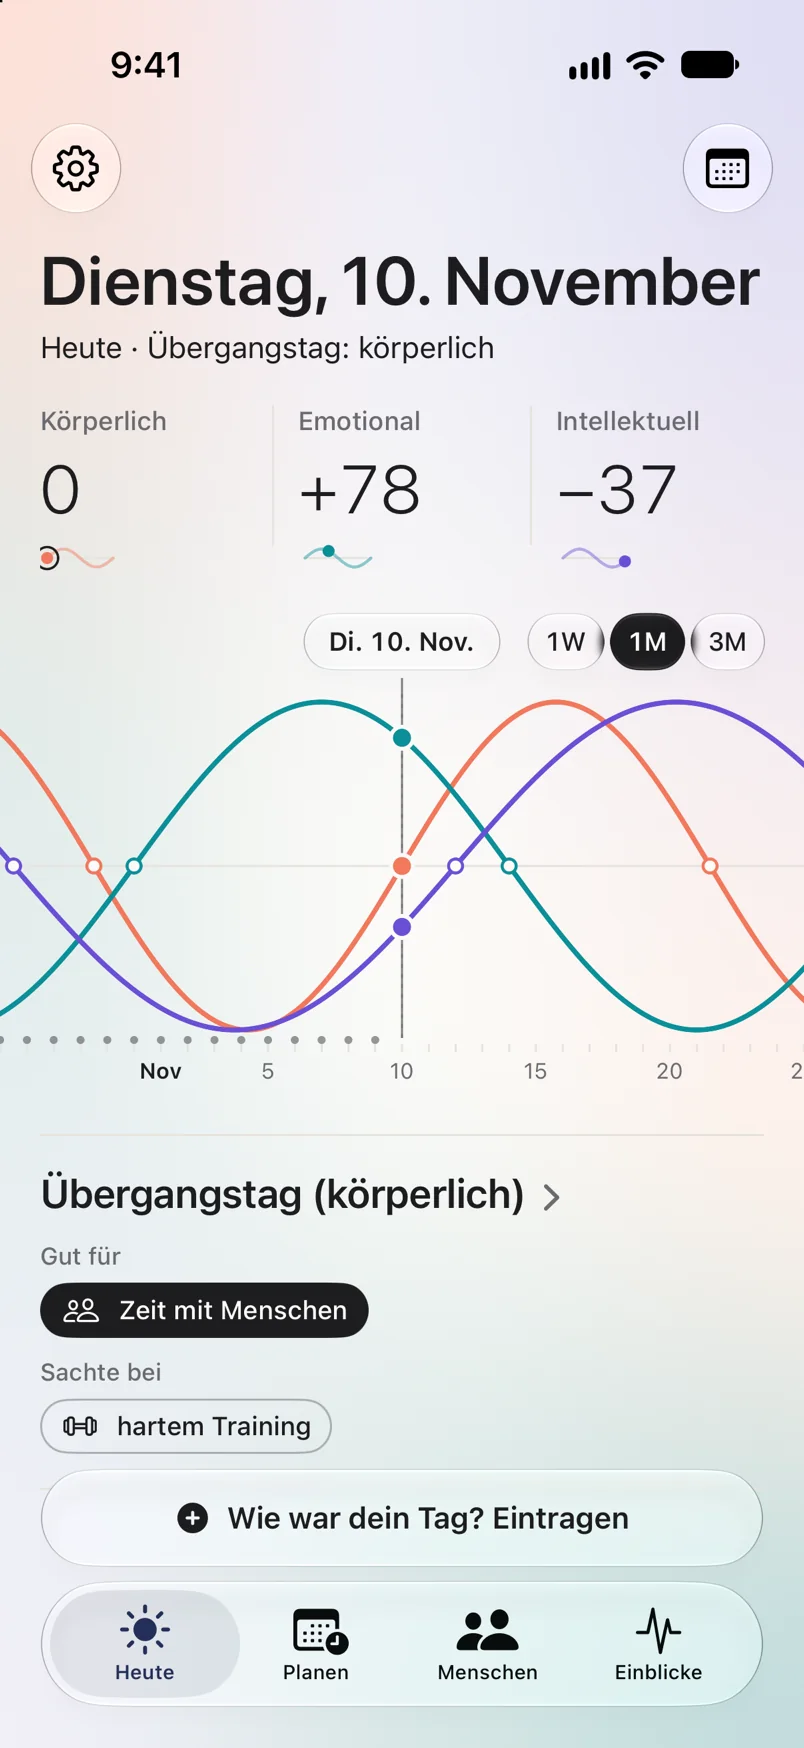 9:41
Dienstag, 10. November
Heute · Übergangstag: körperlich
Körperlich
Emotional
Intellektuell
0
+78
−37
Di. 10. Nov.
1W
1M
3M
Nov
5
10
15
20
2
Übergangstag (körperlich)
Gut für
Zeit mit Menschen
Sachte bei
hartem Training
Wie war dein Tag? Eintragen
Heute
Planen
Menschen
Einblicke